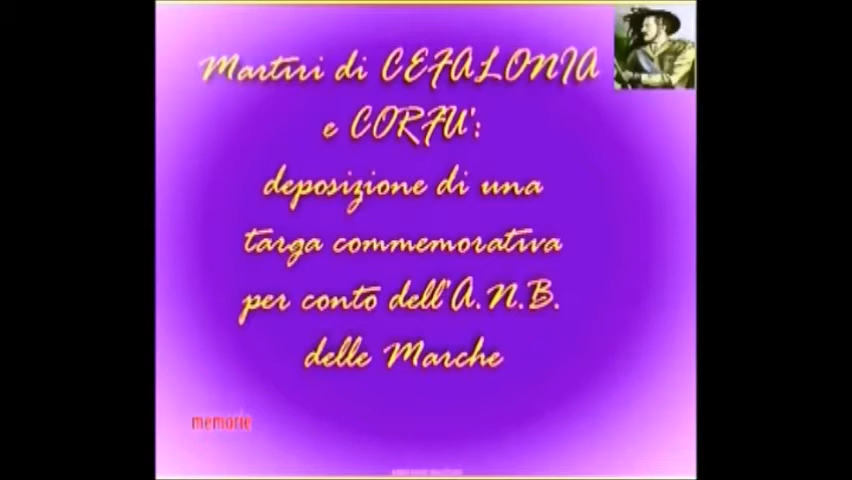 Martiri di CEFALONIA
e CORFU':
deposizione di una
targa commemorativa
per conto dell'A.N.B.
delle Marche
memorie